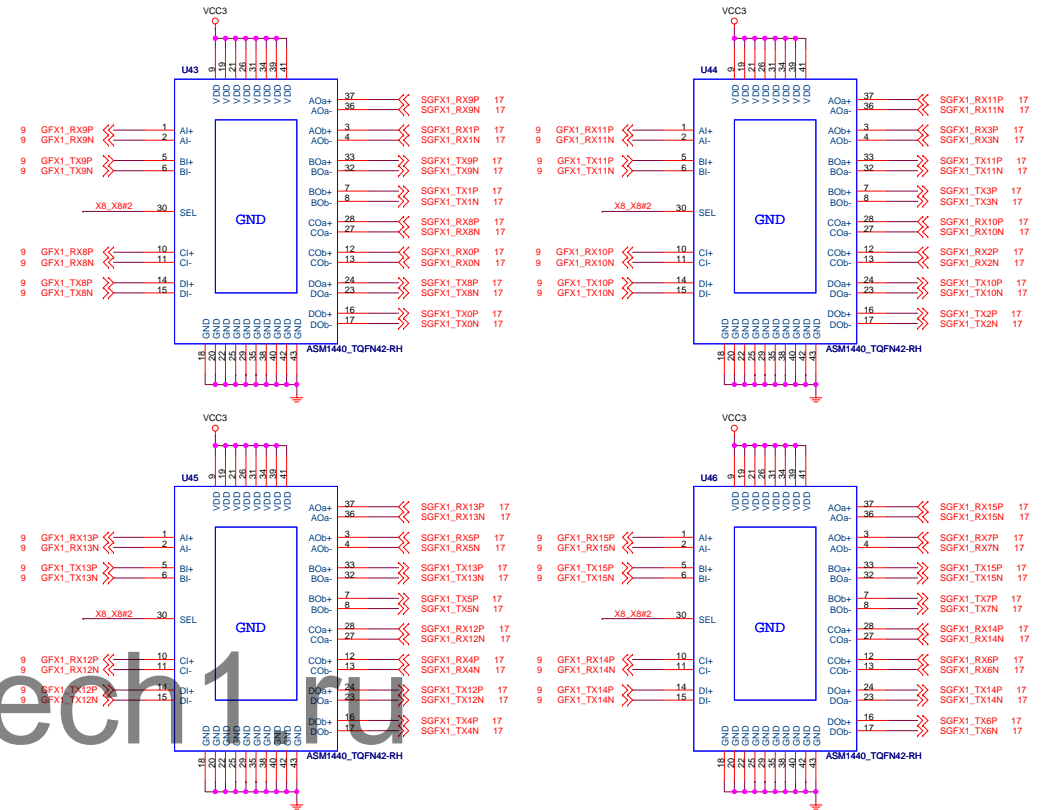 VCC3
U43
9 19 21 26 31 34 39 41
VDD VDD VDD VDD VDD VDD VDD VDD
AOa+ 37 SGFX1_RX9P 17
AOa- 36 SGFX1_RX9N 17
9 GFX1_RX9P 1 AI+ AOb+ 3 SGFX1_RX1P 17
9 GFX1_RX9N 2 AI- AOb- 4 SGFX1_RX1N 17
9 GFX1_TX9P 5 BI+ BOa+ 33 SGFX1_TX9P 17
9 GFX1_TX9N 6 BI- BOa- 32 SGFX1_TX9N 17
BOb+ 7 SGFX1_TX1P 17
BOb- 8 SGFX1_TX1N 17
X8_X8#2 30 SEL
GND
COa+ 28 SGFX1_RX8P 17
COa- 27 SGFX1_RX8N 17
9 GFX1_RX8P 10 CI+ COb+ 12 SGFX1_RX0P 17
9 GFX1_RX8N 11 CI- COb- 13 SGFX1_RX0N 17
9 GFX1_TX8P 14 DI+ DOa+ 24 SGFX1_TX8P 17
9 GFX1_TX8N 15 DI- DOa- 23 SGFX1_TX8N 17
DOb+ 16 SGFX1_TX0P 17
DOb- 17 SGFX1_TX0N 17
GND GND GND GND GND GND GND GND GND GND
18 20 22 25 29 35 38 40 42 43
ASM1440_TQFN42-RH
VCC3
U44
9 19 21 26 31 34 39 41
VDD VDD VDD VDD VDD VDD VDD VDD
AOa+ 37 SGFX1_RX11P 17
AOa- 36 SGFX1_RX11N 17
9 GFX1_RX11P 1 AI+ AOb+ 3 SGFX1_RX3P 17
9 GFX1_RX11N 2 AI- AOb- 4 SGFX1_RX3N 17
9 GFX1_TX11P 5 BI+ BOa+ 33 SGFX1_TX11P 17
9 GFX1_TX11N 6 BI- BOa- 32 SGFX1_TX11N 17
BOb+ 7 SGFX1_TX3P 17
BOb- 8 SGFX1_TX3N 17
X8_X8#2 30 SEL
GND
COa+ 28 SGFX1_RX10P 17
COa- 27 SGFX1_RX10N 17
9 GFX1_RX10P 10 CI+ COb+ 12 SGFX1_RX2P 17
9 GFX1_RX10N 11 CI- COb- 13 SGFX1_RX2N 17
9 GFX1_TX10P 14 DI+ DOa+ 24 SGFX1_TX10P 17
9 GFX1_TX10N 15 DI- DOa- 23 SGFX1_TX10N 17
DOb+ 16 SGFX1_TX2P 17
DOb- 17 SGFX1_TX2N 17
GND GND GND GND GND GND GND GND GND GND
18 20 22 25 29 35 38 40 42 43
ASM1440_TQFN42-RH
VCC3
U45
9 19 21 26 31 34 39 41
VDD VDD VDD VDD VDD VDD VDD VDD
AOa+ 37 SGFX1_RX13P 17
AOa- 36 SGFX1_RX13N 17
9 GFX1_RX13P 1 AI+ AOb+ 3 SGFX1_RX5P 17
9 GFX1_RX13N 2 AI- AOb- 4 SGFX1_RX5N 17
9 GFX1_TX13P 5 BI+ BOa+ 33 SGFX1_TX13P 17
9 GFX1_TX13N 6 BI- BOa- 32 SGFX1_TX13N 17
BOb+ 7 SGFX1_TX5P 17
BOb- 8 SGFX1_TX5N 17
X8_X8#2 30 SEL
GND
COa+ 28 SGFX1_RX12P 17
COa- 27 SGFX1_RX12N 17
9 GFX1_RX12P 10 CI+ COb+ 12 SGFX1_RX4P 17
9 GFX1_RX12N 11 CI- COb- 13 SGFX1_RX4N 17
9 GFX1_TX12P 14 DI+ DOa+ 24 SGFX1_TX12P 17
9 GFX1_TX12N 15 DI- DOa- 23 SGFX1_TX12N 17
DOb+ 16 SGFX1_TX4P 17
DOb- 17 SGFX1_TX4N 17
GND GND GND GND GND GND GND GND GND GND
18 20 22 25 29 35 38 40 42 43
ASM1440_TQFN42-RH
VCC3
U46
9 19 21 26 31 34 39 41
VDD VDD VDD VDD VDD VDD VDD VDD
AOa+ 37 SGFX1_RX15P 17
AOa- 36 SGFX1_RX15N 17
9 GFX1_RX15P 1 AI+ AOb+ 3 SGFX1_RX7P 17
9 GFX1_RX15N 2 AI- AOb- 4 SGFX1_RX7N 17
9 GFX1_TX15P 5 BI+ BOa+ 33 SGFX1_TX15P 17
9 GFX1_TX15N 6 BI- BOa- 32 SGFX1_TX15N 17
BOb+ 7 SGFX1_TX7P 17
BOb- 8 SGFX1_TX7N 17
X8_X8#2 30 SEL
GND
COa+ 28 SGFX1_RX14P 17
COa- 27 SGFX1_RX14N 17
9 GFX1_RX14P 10 CI+ COb+ 12 SGFX1_RX6P 17
9 GFX1_RX14N 11 CI- COb- 13 SGFX1_RX6N 17
9 GFX1_TX14P 14 DI+ DOa+ 24 SGFX1_TX14P 17
9 GFX1_TX14N 15 DI- DOa- 23 SGFX1_TX14N 17
DOb+ 16 SGFX1_TX6P 17
DOb- 17 SGFX1_TX6N 17
GND GND GND GND GND GND GND GND GND GND
18 20 22 25 29 35 38 40 42 43
ASM1440_TQFN42-RH
ech1.ru